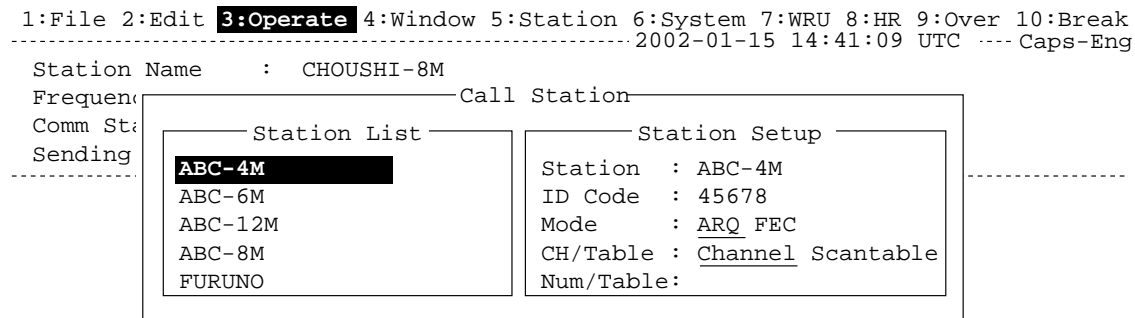 1:File 2:Edit 3:Operate 4:Window 5:Station 6:System 7:WRU 8:HR 9:Over 10:Break
2002-01-15 14:41:09 UTC Caps-Eng
Station Name : CHOUSHI-8M
Call Station
Comm
Sending
Station List
ABC-4M
ABC-6M
ABC-12M
ABC-8M
FURUNO
Station Setup
Station : ABC-4M
ID Code : 45678
Mode : ARQ FEC
CH/Table : Channel Scantable
Num/Table: